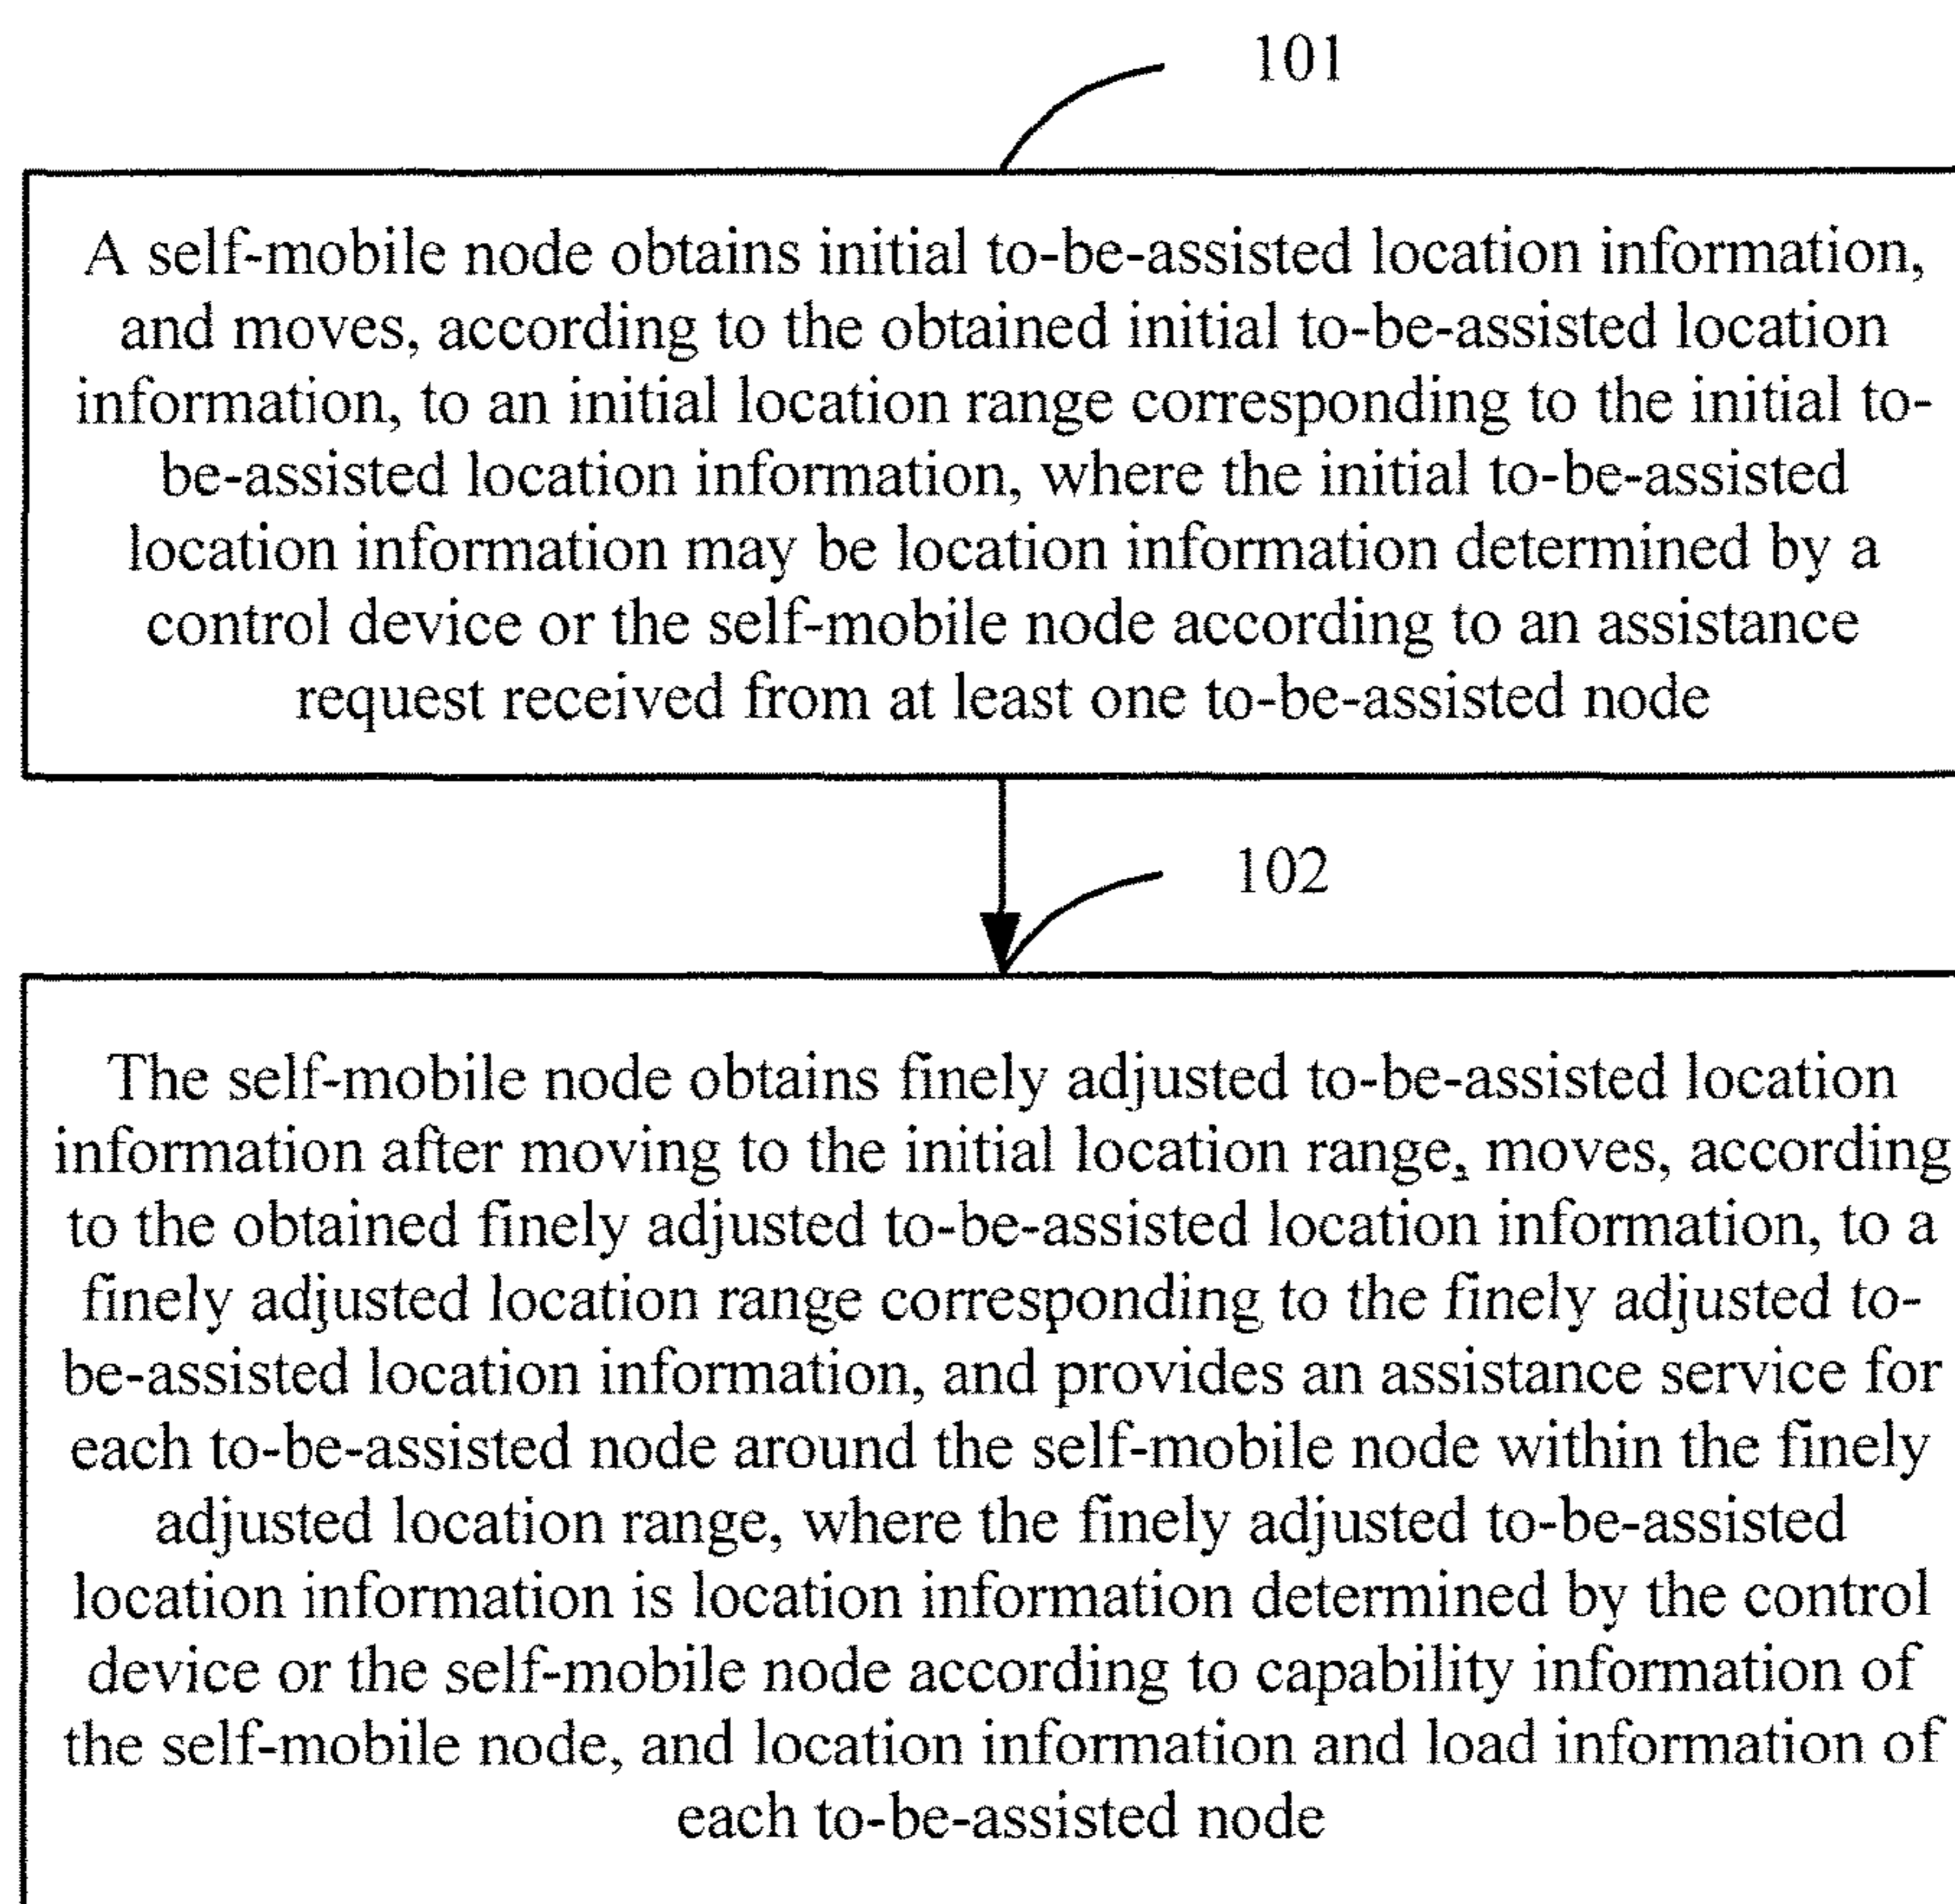 101
A self-mobile node obtains initial to-be-assisted location information,
and moves, according to the obtained initial to-be-assisted location
information, to an initial location range corresponding to the initial to-
be-assisted location information, where the initial to-be-assisted
location information may be location information determined by a
control device or the self-mobile node according to an assistance
request received from at least one to-be-assisted node
102
The self-mobile node obtains finely adjusted to-be-assisted location
information after moving to the initial location range, moves, according
to the obtained finely adjusted to-be-assisted location information, to a
finely adjusted location range corresponding to the finely adjusted to-
be-assisted location information, and provides an assistance service for
each to-be-assisted node around the self-mobile node within the finely
adjusted location range, where the finely adjusted to-be-assisted
location information is location information determined by the control
device or the self-mobile node according to capability information of
the self-mobile node, and location information and load information of
each to-be-assisted node